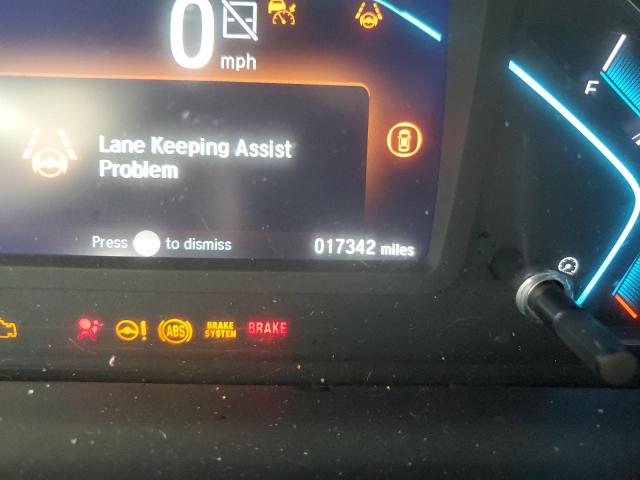 0 mph
F
Lane Keeping Assist
Problem
Press to dismiss
017342 miles
ABS
BRAKE
SYSTEM
BRAKE